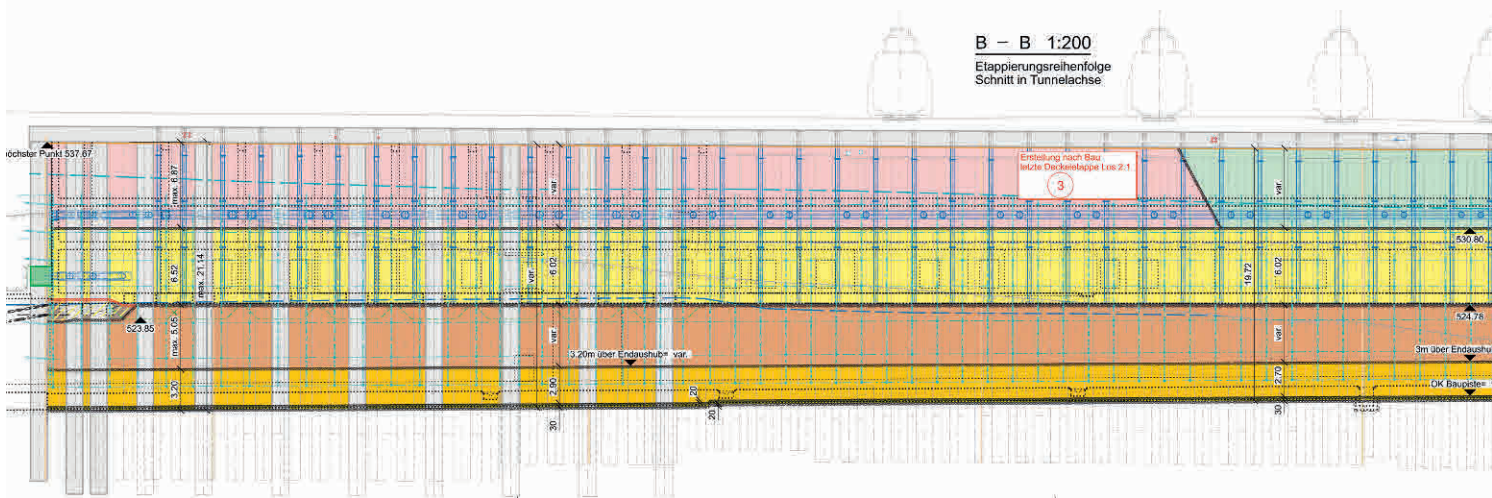 B – B 1:200
Etappierungsreihenfolge
Schnitt in Tunnelachse
höchster Punkt 537.67
Erstellung nach Bau
letzte Deckeletappe Los 2.1
3
max. 6.87
var.
var.
530.80
6.52
max. 21.14
var.
6.02
19.72
6.02
523.85
524.78
max. 5.05
var.
var.
3.20m über Endaushub= var.
3m über Endaushu
3.20
2.90
20
2.70
OK Baupiste=
30
20
30